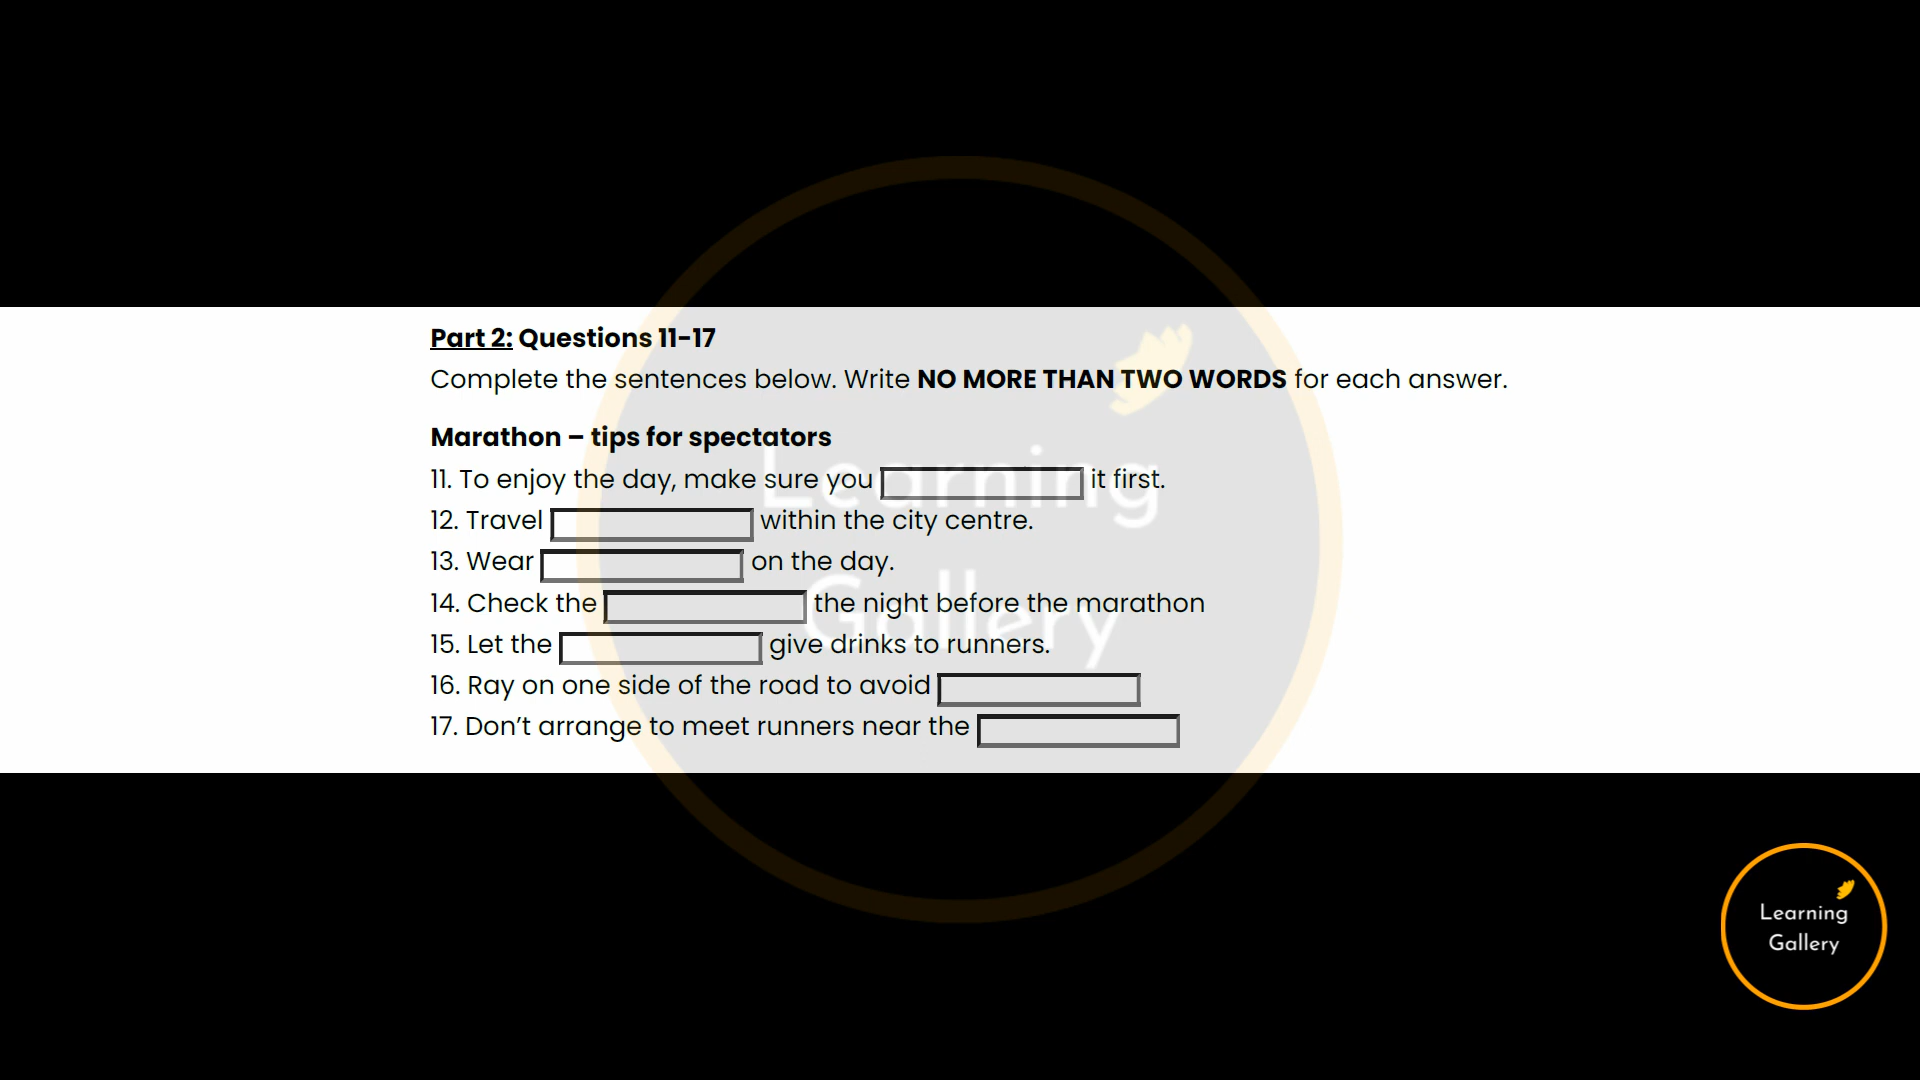 Part 2: Questions 11-17
Complete the sentences below. Write NO MORE THAN TWO WORDS for each answer.
Marathon – tips for spectators
11. To enjoy the day, make sure you it first.
12. Travel within the city centre.
13. Wear on the day.
14. Check the the night before the marathon
15. Let the give drinks to runners.
16. Ray on one side of the road to avoid
17. Don’t arrange to meet runners near the
Learning
Gallery
Learning
Gallery